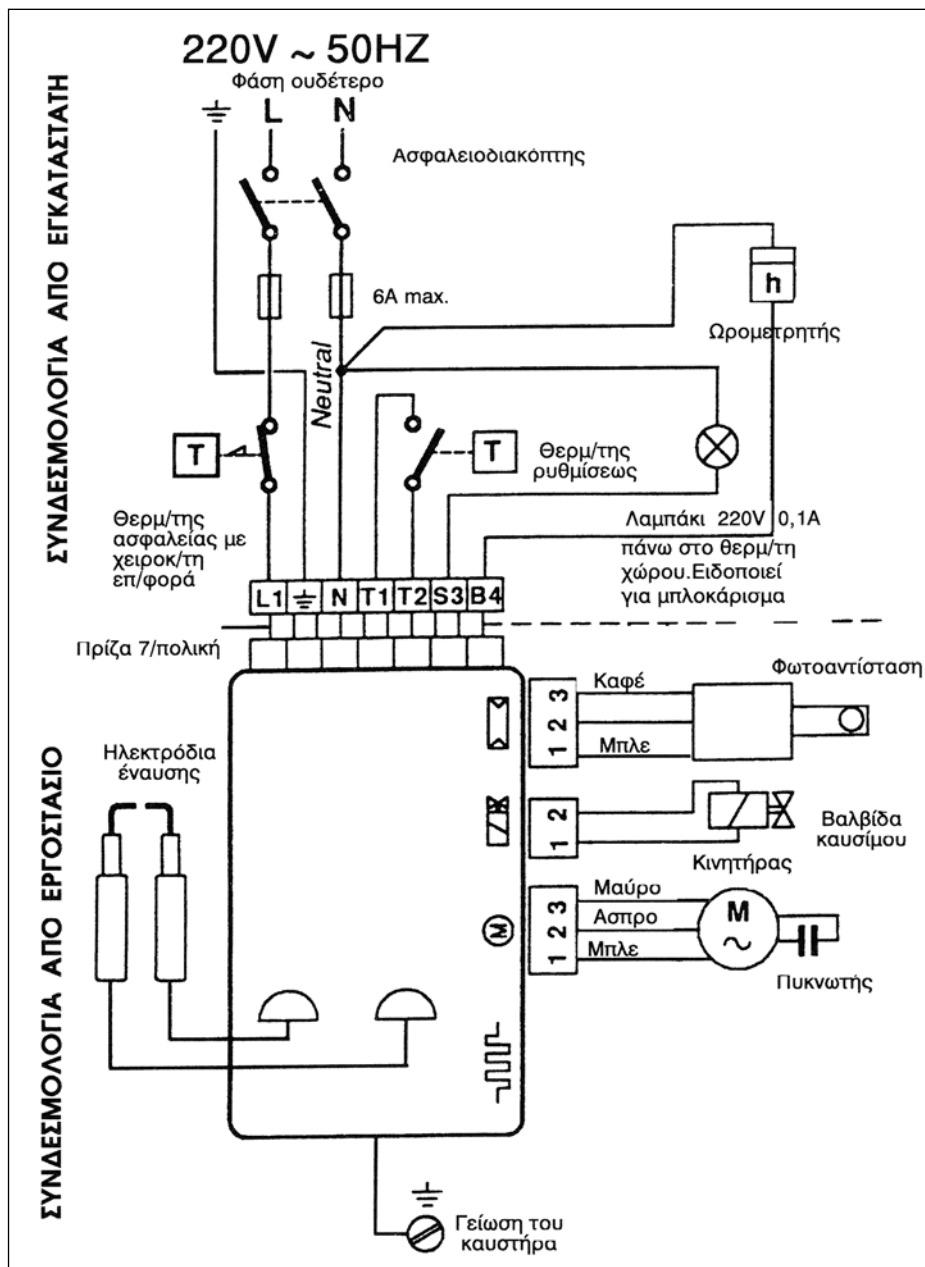 220V ~ 50HZ
Φάση ουδέτερο
L N
Ασφαλειοδιακόπτης
ΣΥΝΔΕΣΜΟΛΟΓΙΑ ΑΠΟ ΕΓΚΑΤΑΣΤΑΤΗ
6A max.
h
Ωρομετρητής
Neutral
T
T
Θερμ/της
ρυθμίσεως
Θερμ/της
ασφαλείας με
χειροκ/τη
επ/φορά
Λαμπάκι 220V 0,1A
πάνω στο θερμ/τη
χώρου.Ειδοποιεί
για μπλοκάρισμα
L1 N T1 T2 S3 B4
Πρίζα 7/πολική
ΣΥΝΔΕΣΜΟΛΟΓΙΑ ΑΠΟ ΕΡΓΟΣΤΑΣΙΟ
Ηλεκτρόδια
έναυσης
1 2 3
Καφέ
Μπλε
Φωτοαντίσταση
1 2
Βαλβίδα
καυσίμου
Κινητήρας
M
1 2 3
Μαύρο
Ασπρο
Μπλε
M
~
Πυκνωτής
Γείωση του
καυστήρα